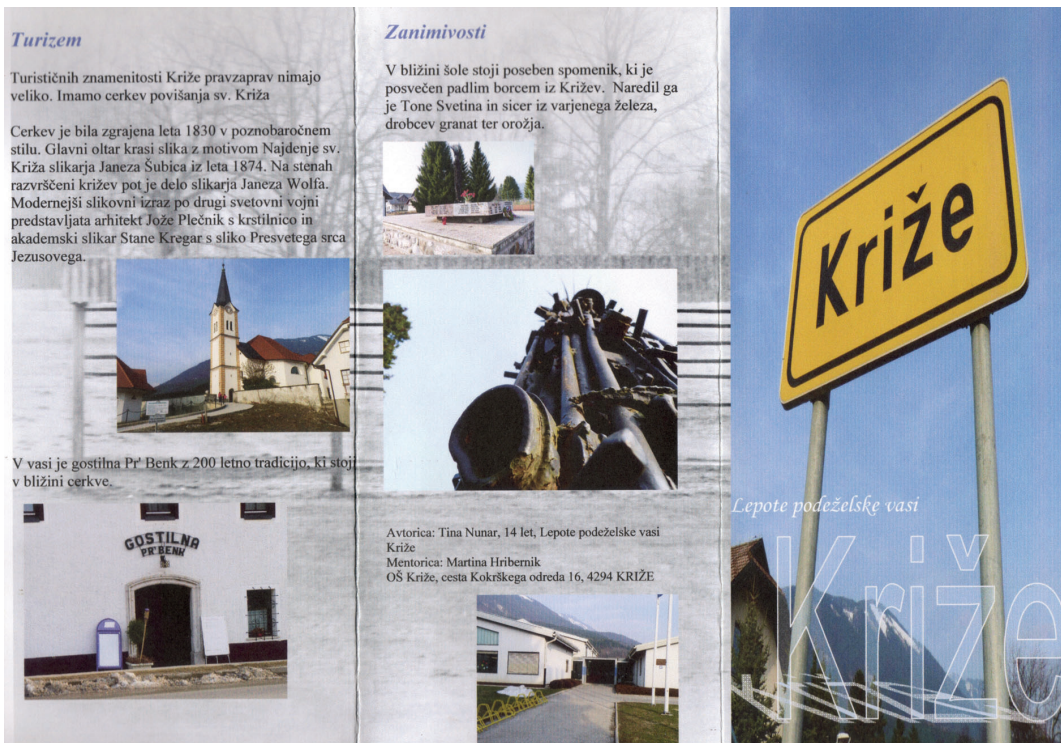 Turizem
Turističnih znamenitosti Križe pravzaprav nimajo
veliko. Imamo cerkev povišanja sv. Križa
Cerkev je bila zgrajena leta 1830 v poznobaročnem
stilu. Glavni oltar krasi slika z motivom Najdenje sv.
Križa slikarja Janeza Šubica iz leta 1874. Na stenah
razvrščeni križev pot je delo slikarja Janeza Wolfa.
Modernejši slikovni izraz po drugi svetovni vojni
predstavljata arhitekt Jože Plečnik s krstilnico in
akademski slikar Stane Kregar s sliko Presvetega srca
Jezusovega.
V vasi je gostilna Pr' Benk z 200 letno tradicijo, ki stoji
v bližini cerkve.
GOSTILNA
PR' BENK
Zanimivosti
V bližini šole stoji poseben spomenik, ki je
posvečen padlim borcem iz Križev. Naredil ga
je Tone Svetina in sicer iz varjenega železa,
drobcev granat ter orožja.
Avtorica: Tina Nunar, 14 let, Lepote podeželske vasi
Križe
Mentorica: Martina Hribernik
OŠ Križe, cesta Kokrškega odreda 16, 4294 KRIŽE
Križe
Lepote podeželske vasi
Križe